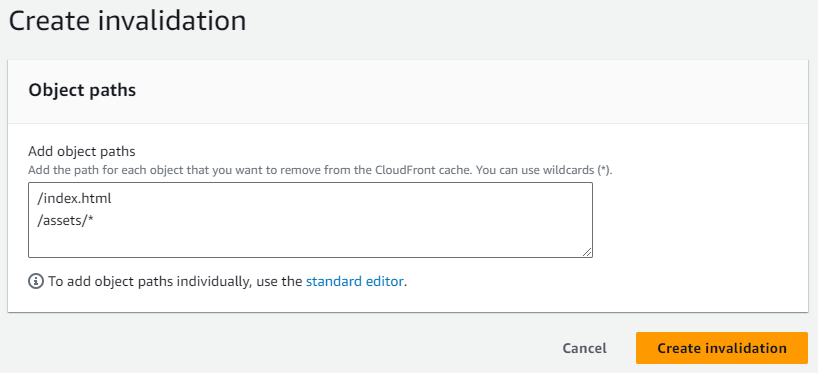 Create invalidation
Object paths
Add object paths
Add the path for each object that you want to remove from the CloudFront cache. You can use wildcards (*).
/index.html
/assets/*
To add object paths individually, use the standard editor.
Cancel
Create invalidation